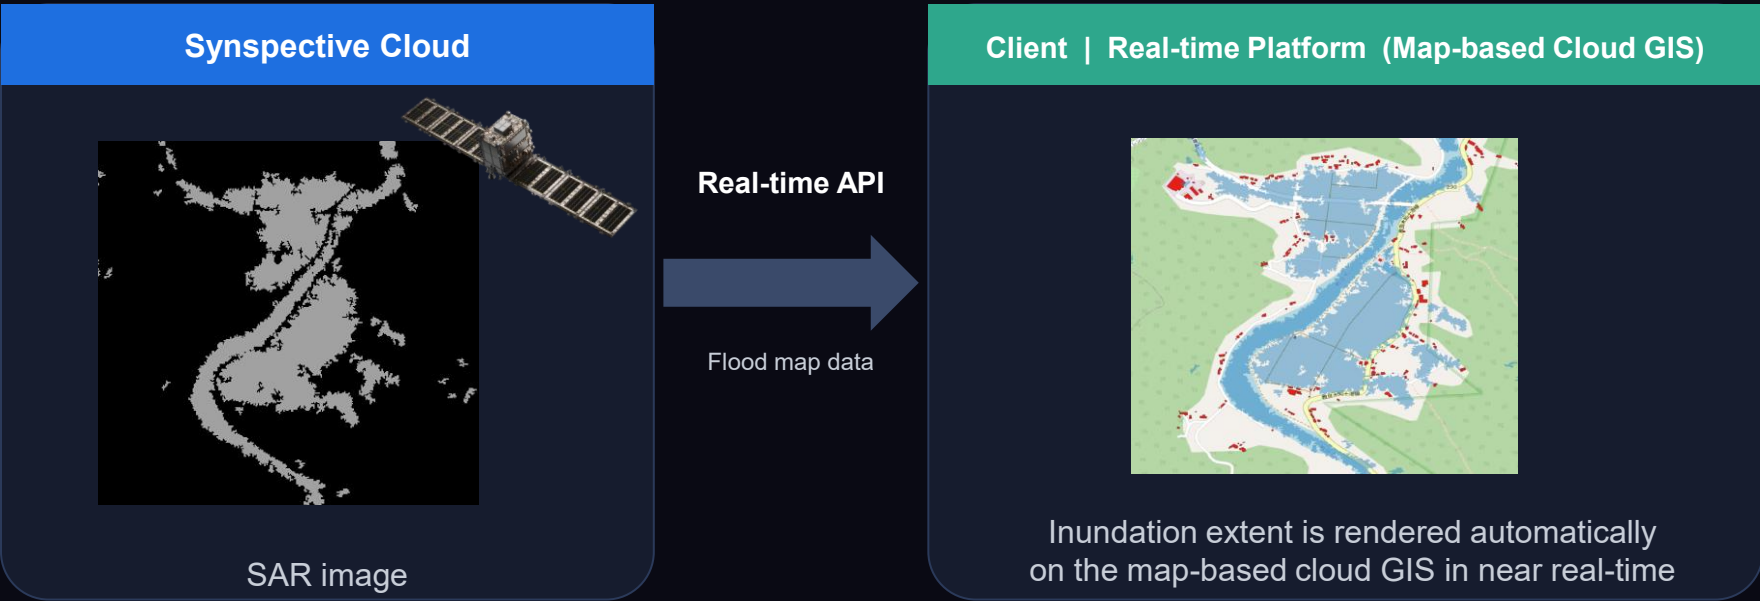 Synspective Cloud
SAR image
Real-time API
Flood map data
Client | Real-time Platform (Map-based Cloud GIS)
Inundation extent is rendered automatically
on the map-based cloud GIS in near real-time